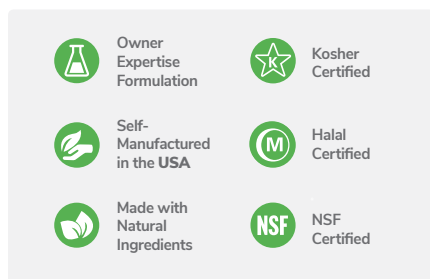 Owner
Expertise
Formulation
K
Kosher
Certified
Self-
Manufactured
in the USA
M
Halal
Certified
Made with
Natural
Ingredients
NSF
NSF
Certified